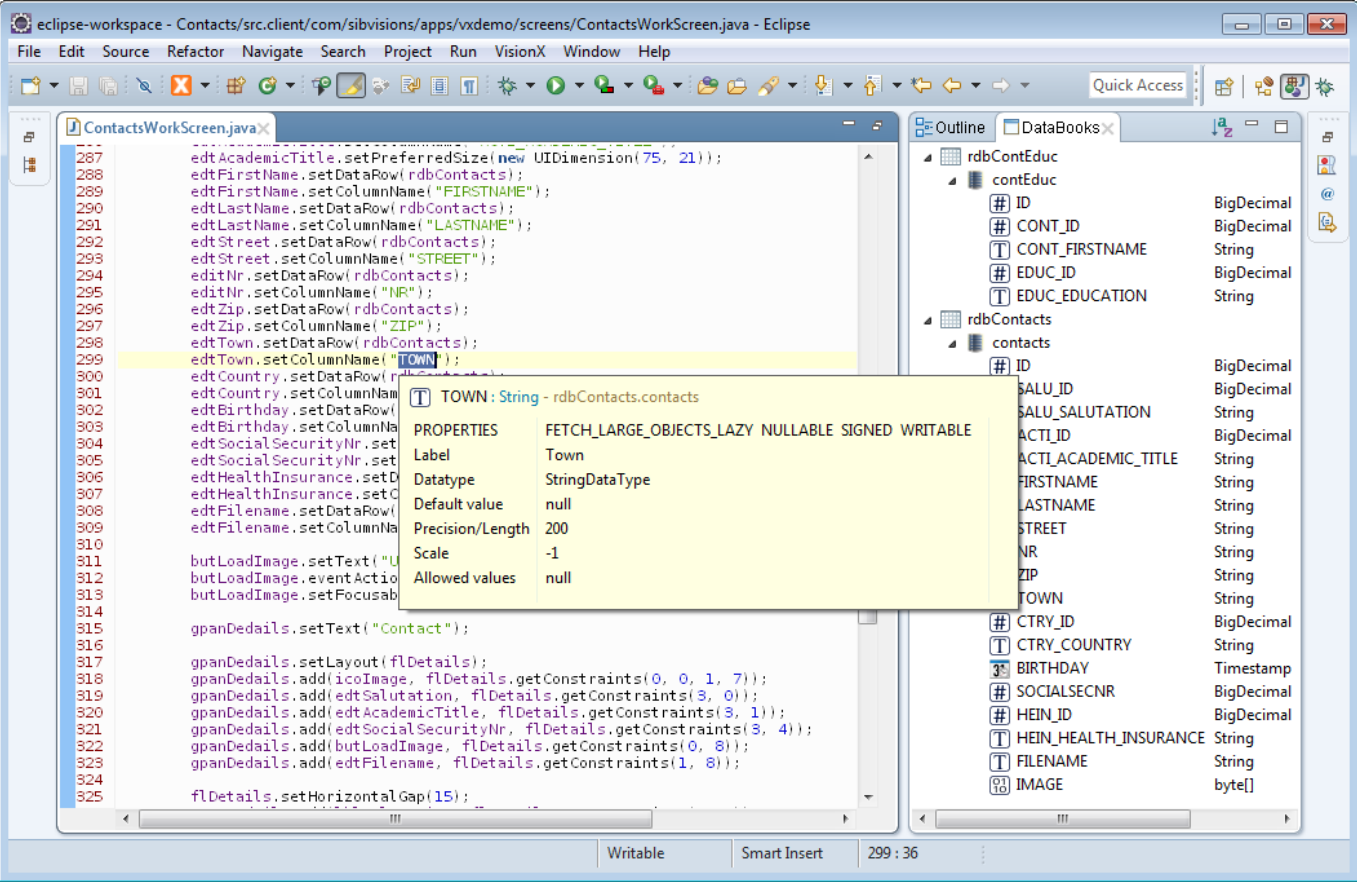 eclipse-workspace - Contacts/src.client/com/sibvisions/apps/vxdemo/screens/ContactsWorkScreen.java - Eclipse
File Edit Source Refactor Navigate Search Project Run VisionX Window Help
Quick Access
ContactsWorkScreen.java
287 edtAcademicTitle.setPreferredSize(new UIDimension(75, 21));
288 edtFirstName.setDataRow(rdbContacts);
289 edtFirstName.setColumnName("FIRSTNAME");
290 edtLastName.setDataRow(rdbContacts);
291 edtLastName.setColumnName("LASTNAME");
292 edtStreet.setDataRow(rdbContacts);
293 edtStreet.setColumnName("STREET");
294 editNr.setDataRow(rdbContacts);
295 editNr.setColumnName("NR");
296 edtZip.setDataRow(rdbContacts);
297 edtZip.setColumnName("ZIP");
298 edtTown.setDataRow(rdbContacts);
299 edtTown.setColumnName("TOWN");
300 edtCountry.setDataRow(rdbContacts);
301 edtCountry.setColumnNam
302 edtBirthday.setDataRow(
303 edtBirthday.setColumnNa
304 edtSocialSecurityNr.set
305 edtSocialSecurityNr.set
306 edtHealthInsurance.setD
307 edtHealthInsurance.setC
308 edtFilename.setDataRow(
309 edtFilename.setColumnNa
310
311 butLoadImage.setText("U
312 butLoadImage.eventActio
313 butLoadImage.setFocusab
314
315 gpanDedails.setText("Contact");
316
317 gpanDedails.setLayout(flDetails);
318 gpanDedails.add(icoImage, flDetails.getConstraints(0, 0, 1, 7));
319 gpanDedails.add(edtSalutation, flDetails.getConstraints(3, 0));
320 gpanDedails.add(edtAcademicTitle, flDetails.getConstraints(3, 1));
321 gpanDedails.add(edtSocialSecurityNr, flDetails.getConstraints(3, 4));
322 gpanDedails.add(butLoadImage, flDetails.getConstraints(0, 8));
323 gpanDedails.add(edtFilename, flDetails.getConstraints(1, 8));
324
325 flDetails.setHorizontalGap(15);
T TOWN : String - rdbContacts.contacts
PROPERTIES FETCH_LARGE_OBJECTS_LAZY NULLABLE SIGNED WRITABLE
Label Town
Datatype StringDataType
Default value null
Precision/Length 200
Scale -1
Allowed values null
Outline DataBooks
rdbContEduc
contEduc
# ID BigDecimal
# CONT_ID BigDecimal
T CONT_FIRSTNAME String
# EDUC_ID BigDecimal
T EDUC_EDUCATION String
rdbContacts
contacts
# ID BigDecimal
SALU_ID BigDecimal
SALU_SALUTATION String
ACTI_ID BigDecimal
ACTI_ACADEMIC_TITLE String
FIRSTNAME String
LASTNAME String
STREET String
NR String
ZIP String
TOWN String
# CTRY_ID BigDecimal
T CTRY_COUNTRY String
BIRTHDAY Timestamp
# SOCIALSECNR BigDecimal
# HEIN_ID BigDecimal
T HEIN_HEALTH_INSURANCE String
T FILENAME String
IMAGE byte[]
Writable Smart Insert 299 : 36